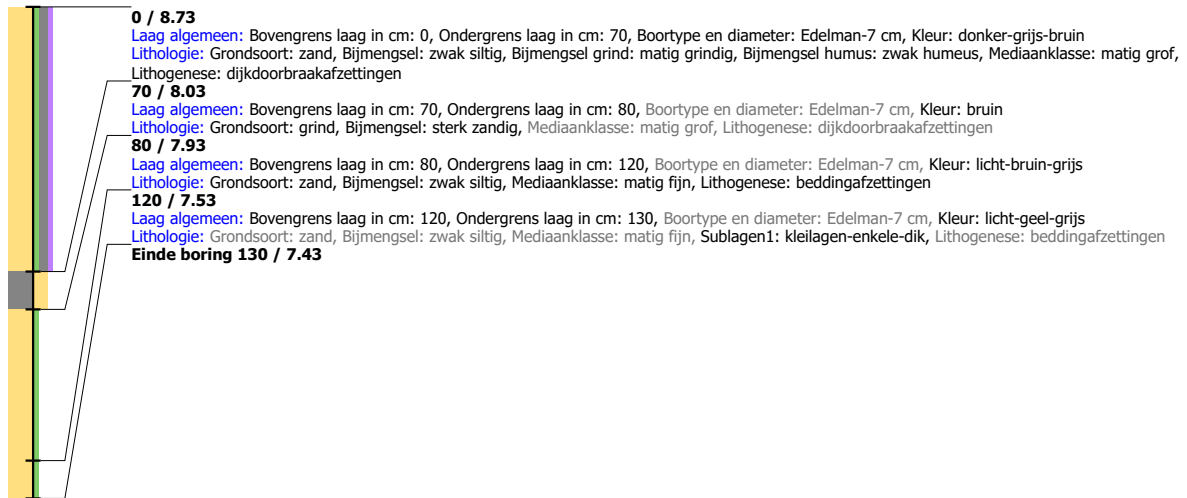 0 / 8.73
Laag algemeen: Bovengrens laag in cm: 0, Ondergrens laag in cm: 70, Boortype en diameter: Edelman-7 cm, Kleur: donker-grijs-bruin
Lithologie: Grondsoort: zand, Bijmengsel: zwak siltig, Bijmengsel grind: matig grindig, Bijmengsel humus: zwak humeus, Mediaanklasse: matig grof,
Lithogenese: dijkdoorbraakafzettingen
70 / 8.03
Laag algemeen: Bovengrens laag in cm: 70, Ondergrens laag in cm: 80, Boortype en diameter: Edelman-7 cm, Kleur: bruin
Lithologie: Grondsoort: grind, Bijmengsel: sterk zandig, Mediaanklasse: matig grof, Lithogenese: dijkdoorbraakafzettingen
80 / 7.93
Laag algemeen: Bovengrens laag in cm: 80, Ondergrens laag in cm: 120, Boortype en diameter: Edelman-7 cm, Kleur: licht-bruin-grijs
Lithologie: Grondsoort: zand, Bijmengsel: zwak siltig, Mediaanklasse: matig fijn, Lithogenese: beddingafzettingen
120 / 7.53
Laag algemeen: Bovengrens laag in cm: 120, Ondergrens laag in cm: 130, Boortype en diameter: Edelman-7 cm, Kleur: licht-geel-grijs
Lithologie: Grondsoort: zand, Bijmengsel: zwak siltig, Mediaanklasse: matig fijn, Sublagen1: kleilagen-enkele-dik, Lithogenese: beddingafzettingen
Einde boring 130 / 7.43